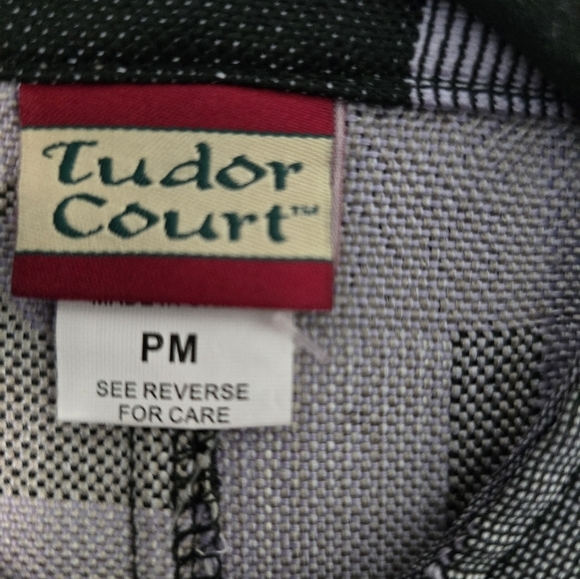 Tudor
Court™
PM
SEE REVERSE
FOR CARE